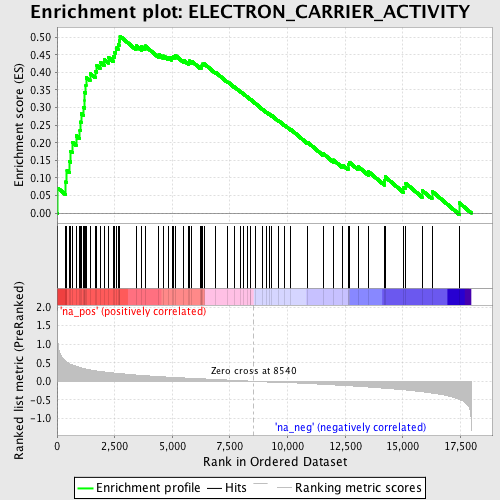 Enrichment plot: ELECTRON_CARRIER_ACTIVITY
Enrichment score (ES)
0.50
0.45
0.40
0.35
0.30
0.25
0.20
0.15
0.10
0.05
0.00
'na_pos' (positively correlated)
Ranked list metric (PreRanked)
2.0
1.5
1.0
0.5
0.0
-0.5
-1.0
Zero cross at 8540
'na_neg' (negatively correlated)
0
2,500
5,000
7,500
10,000
12,500
15,000
17,500
Rank in Ordered Dataset
Enrichment profile
Hits
Ranking metric scores